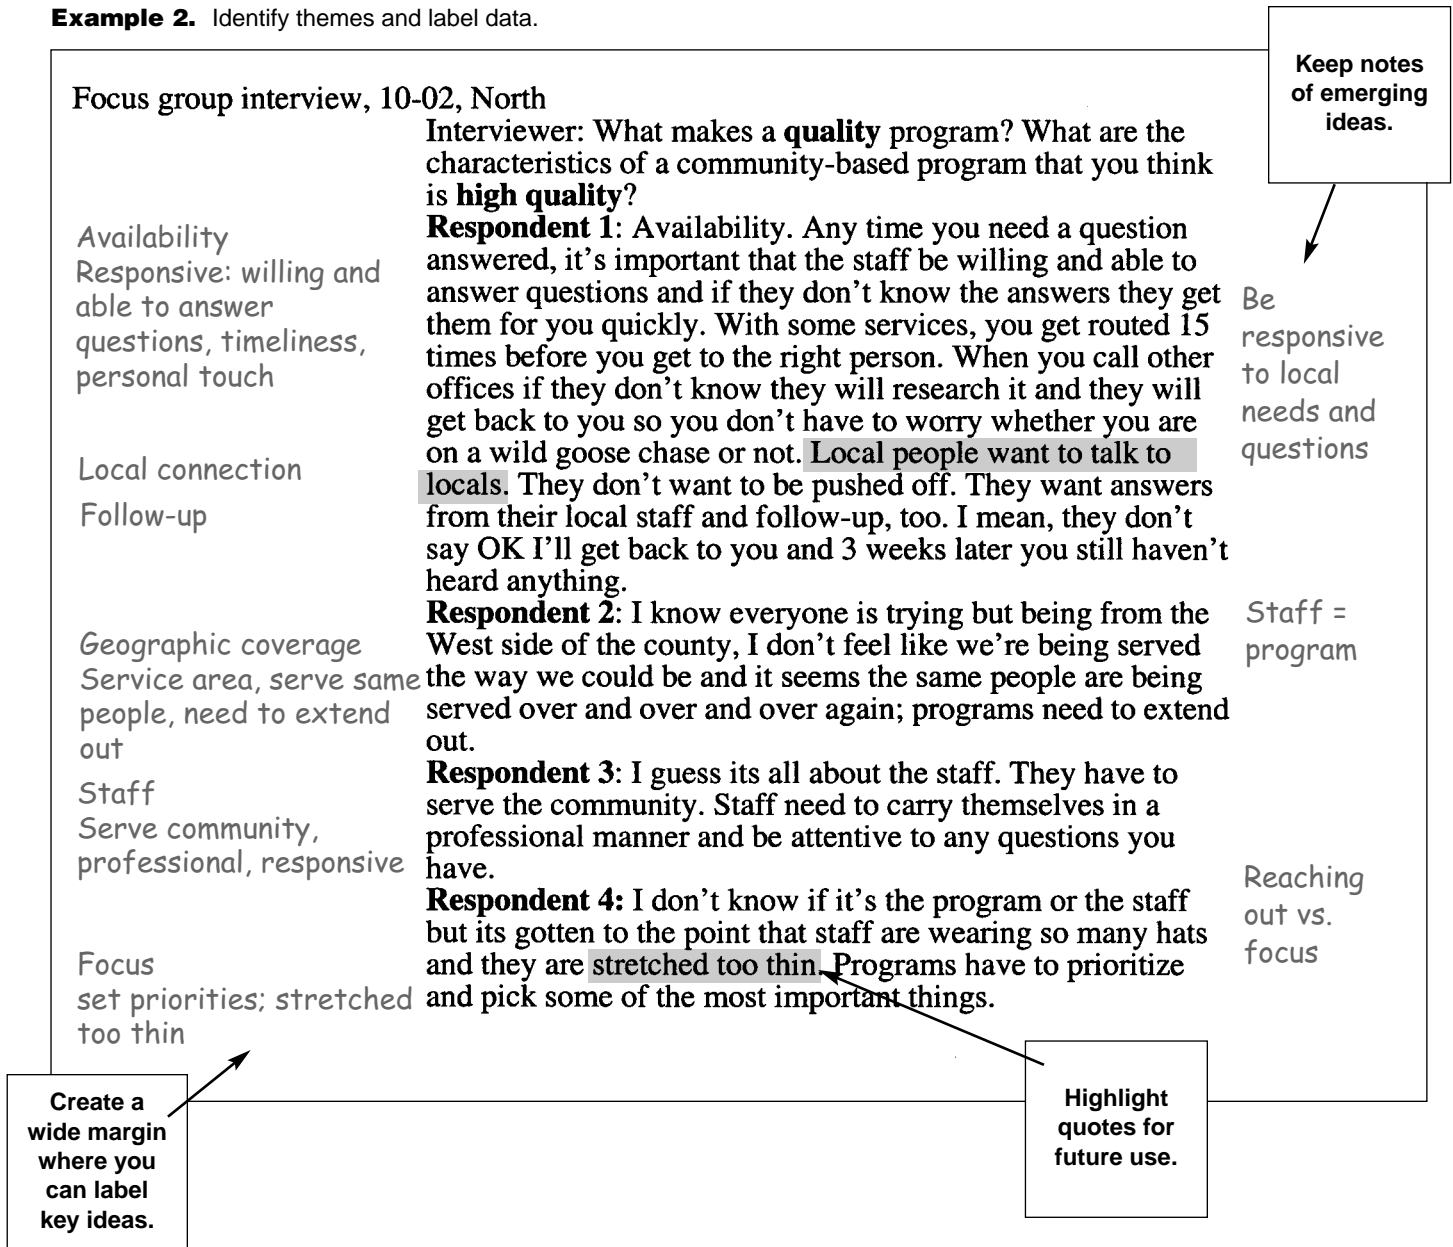 Example 2. Identify themes and label data.
Keep notes
of emerging
ideas.
Focus group interview, 10-02, North
Interviewer: What makes a quality program? What are the
characteristics of a community-based program that you think
is high quality?
Respondent 1: Availability. Any time you need a question
answered, it's important that the staff be willing and able to
answer questions and if they don't know the answers they get
them for you quickly. With some services, you get routed 15
times before you get to the right person. When you call other
offices if they don't know they will research it and they will
get back to you so you don't have to worry whether you are
on a wild goose chase or not. Local people want to talk to
locals. They don't want to be pushed off. They want answers
from their local staff and follow-up, too. I mean, they don't
say OK I'll get back to you and 3 weeks later you still haven't
heard anything.
Respondent 2: I know everyone is trying but being from the
West side of the county, I don't feel like we're being served
the way we could be and it seems the same people are being
served over and over and over again; programs need to extend
out.
Respondent 3: I guess its all about the staff. They have to
serve the community. Staff need to carry themselves in a
professional manner and be attentive to any questions you
have.
Respondent 4: I don't know if it's the program or the staff
but its gotten to the point that staff are wearing so many hats
and they are stretched too thin. Programs have to prioritize
and pick some of the most important things.
Availability
Responsive: willing and
able to answer
questions, timeliness,
personal touch
Local connection
Follow-up
Geographic coverage
Service area, serve same
people, need to extend
out
Staff
Serve community,
professional, responsive
Focus
set priorities; stretched
too thin
Be
responsive
to local
needs and
questions
Staff =
program
Reaching
out vs.
focus
Create a
wide margin
where you
can label
key ideas.
Highlight
quotes for
future use.